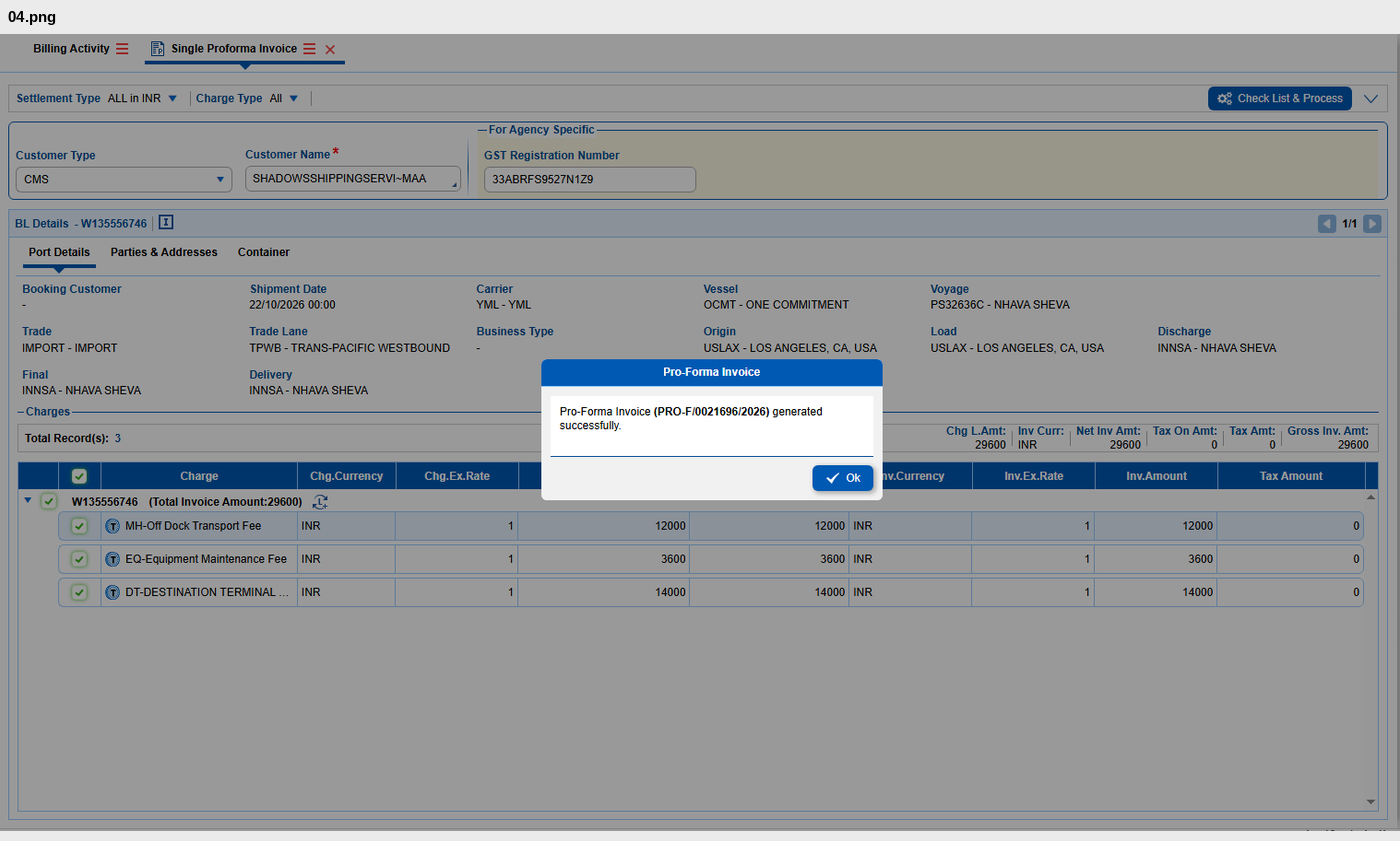 04.png
Billing Activity Single Proforma Invoice
Settlement Type ALL in INR Charge Type All Check List & Process
For Agency Specific
Customer Type Customer Name * GST Registration Number
CMS SHADOWSSHIPPINGSERVI~MAA 33ABRFS9527N1Z9
BL Details - W135556746 1/1
Port Details Parties & Addresses Container
Booking Customer Shipment Date Carrier Vessel Voyage
- 22/10/2026 00:00 YML - YML OCMT - ONE COMMITMENT PS32636C - NHAVA SHEVA
Trade Trade Lane Business Type Origin Load Discharge
IMPORT - IMPORT TPWB - TRANS-PACIFIC WESTBOUND - USLAX - LOS ANGELES, CA, USA USLAX - LOS ANGELES, CA, USA INNSA - NHAVA SHEVA
Final Delivery
INNSA - NHAVA SHEVA INNSA - NHAVA SHEVA
Pro-Forma Invoice
Pro-Forma Invoice (PRO-F/0021696/2026) generated
successfully.
Ok
Charges
Total Record(s): 3
Chg L.Amt: Inv Curr: Net Inv Amt: Tax On Amt: Tax Amt: Gross Inv. Amt:
29600 INR 29600 0 0 29600
Charge Chg.Currency Chg.Ex.Rate nv.Currency Inv.Ex.Rate Inv.Amount Tax Amount
W135556746 (Total Invoice Amount:29600)
MH-Off Dock Transport Fee INR 1 12000 12000 INR 1 12000 0
EQ-Equipment Maintenance Fee INR 1 3600 3600 INR 1 3600 0
DT-DESTINATION TERMINAL ... INR 1 14000 14000 INR 1 14000 0